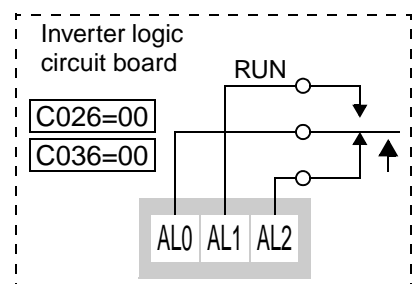 Inverter logic
circuit board
RUN
C026=00
C036=00
AL0 AL1 AL2